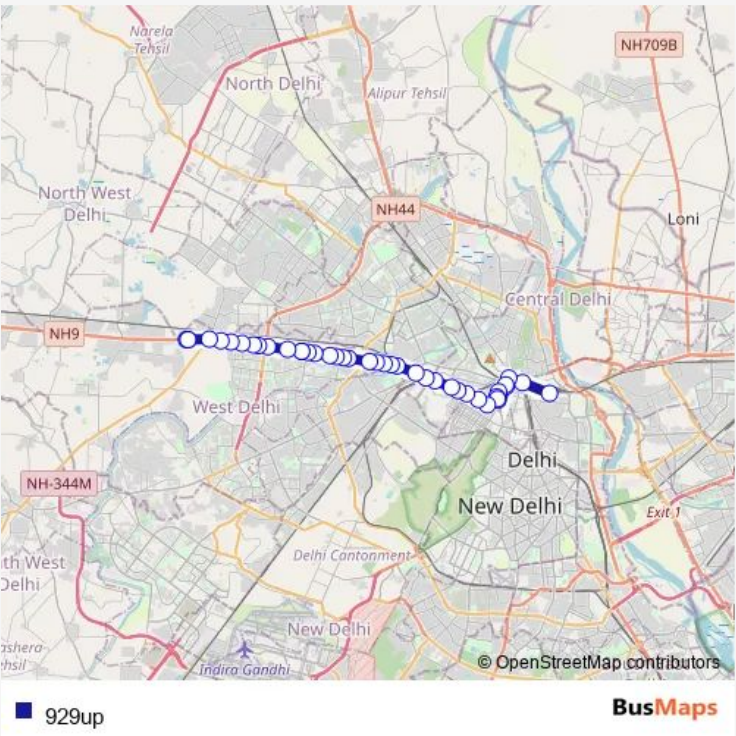 Narela
Tehsil
NH709B
North Delhi
Alipur Tehsil
North West
Delhi
NH44
Loni
Central Delhi
NH9
West Delhi
Delhi
NH-344M
New Delhi
Exit 1
Delhi Cantonment
th West
Delhi
New Delhi
ashera
ehsil
Indira Gandhi
© OpenStreetMap contributors
929up
BusMaps